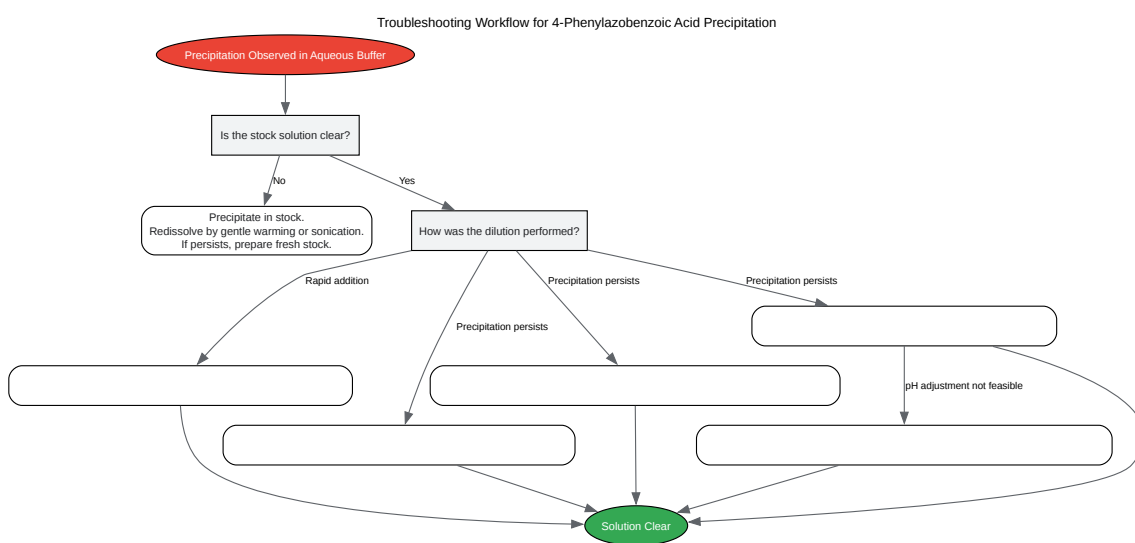 Troubleshooting Workflow for 4-Phenylazobenzoic Acid Precipitation
Precipitation Observed in Aqueous Buffer
Is the stock solution clear?
No
Yes
Precipitate in stock.
Redissolve by gentle warming or sonication.
If persists, prepare fresh stock.
How was the dilution performed?
Rapid addition
Precipitation persists
Precipitation persists
Precipitation persists
pH adjustment not feasible
Solution Clear